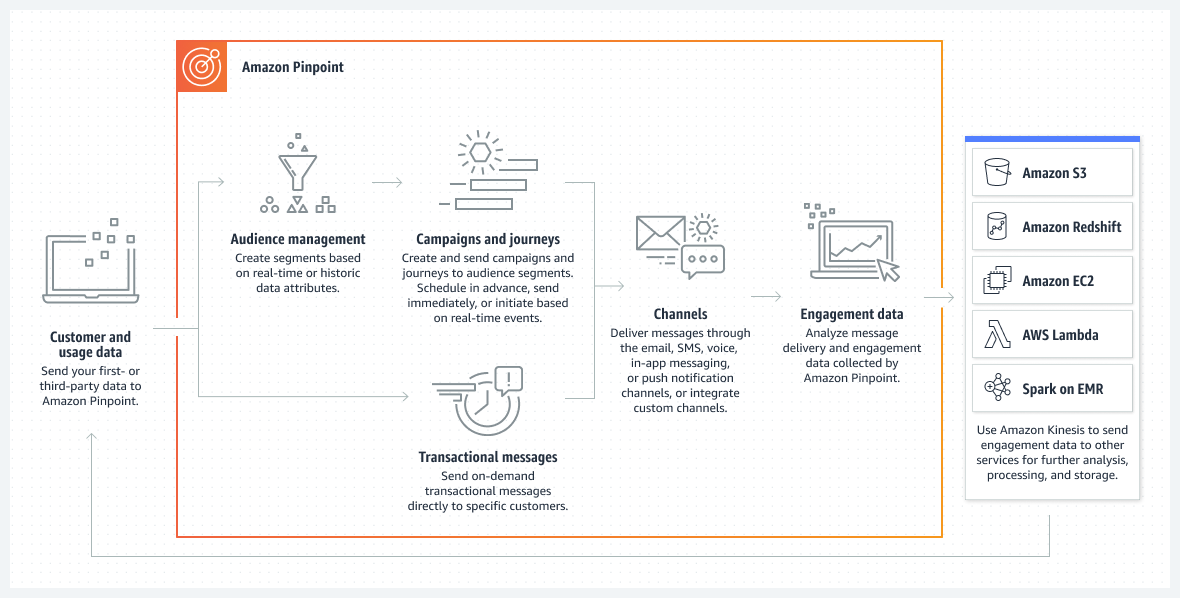 Amazon Pinpoint
Customer and
usage data
Send your first- or
third-party data to
Amazon Pinpoint.
Audience management
Create segments based
on real-time or historic
data attributes.
Campaigns and journeys
Create and send campaigns and
journeys to audience segments.
Schedule in advance, send
immediately, or initiate based
on real-time events.
Transactional messages
Send on-demand
transactional messages
directly to specific customers.
Channels
Deliver messages through
the email, SMS, voice,
in-app messaging,
or push notification
channels, or integrate
custom channels.
Engagement data
Analyze message
delivery and engagement
data collected by
Amazon Pinpoint.
Amazon S3
Amazon Redshift
Amazon EC2
AWS Lambda
Spark on EMR
Use Amazon Kinesis to send
engagement data to other
services for further analysis,
processing, and storage.